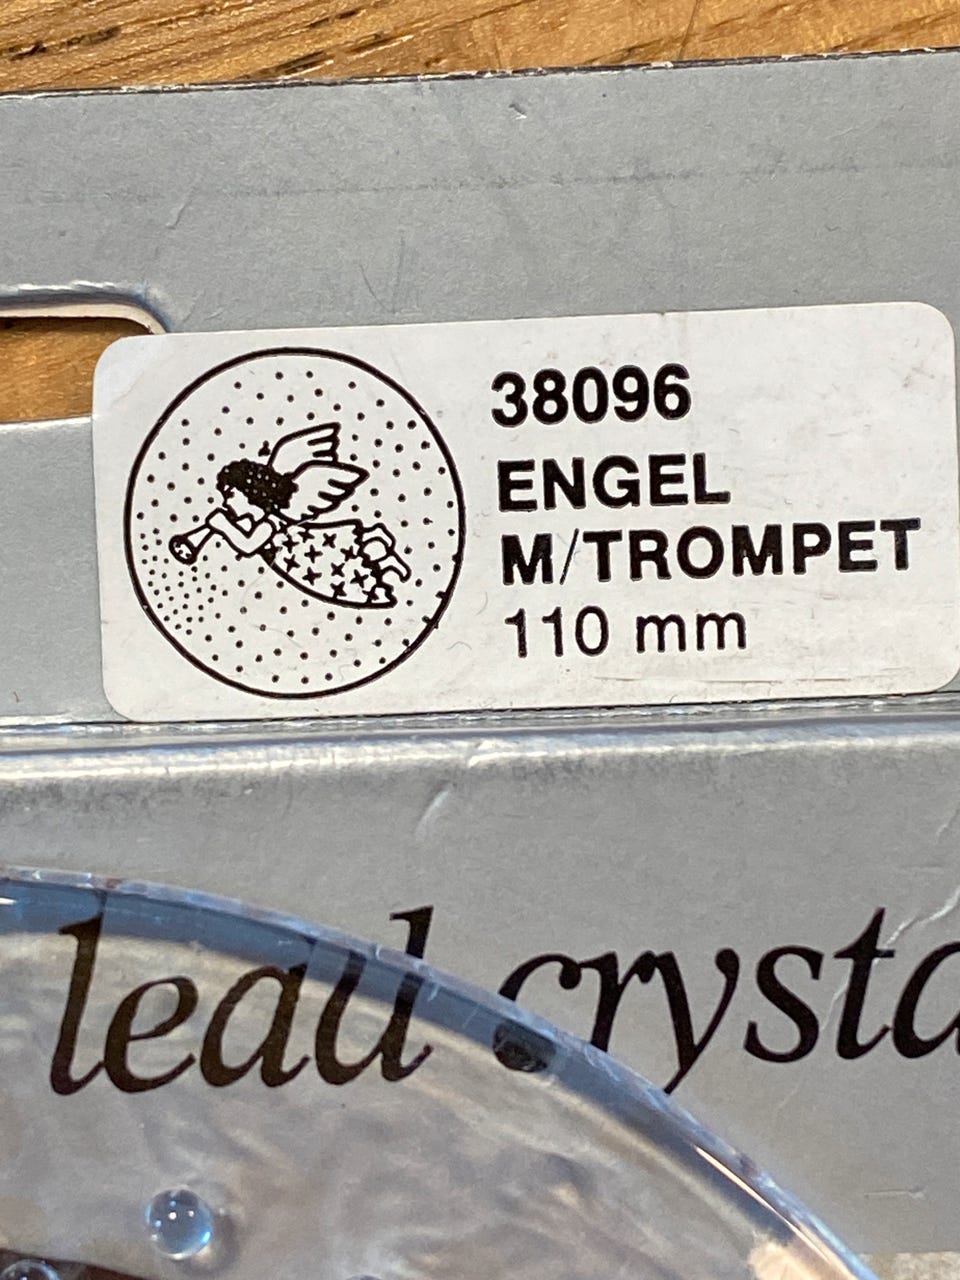 38096
ENGEL
M/TROMPET
110 mm
lead crysta